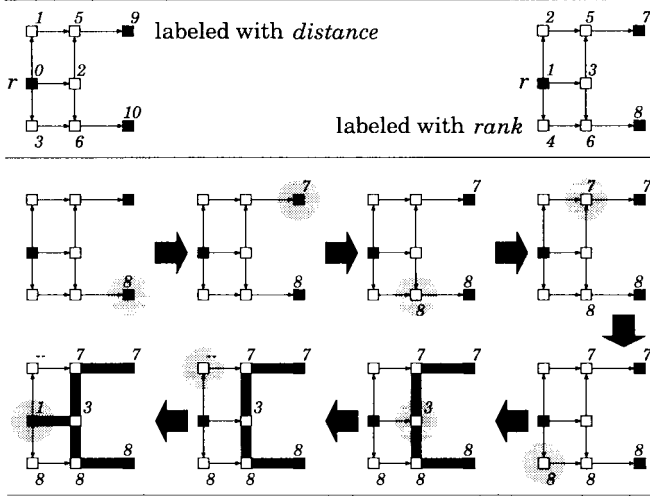 1 5 9 labeled with distance 2 5 7
r 0 2 r 1 3
10 labeled with rank 8
3 6 4 6
7 7 7 7
8 8 8 8
8
-- 7 7 -- 7 7 7 7 7 7
1 3 3 3
8 8 8 8
8 8 8 8 8 8 8